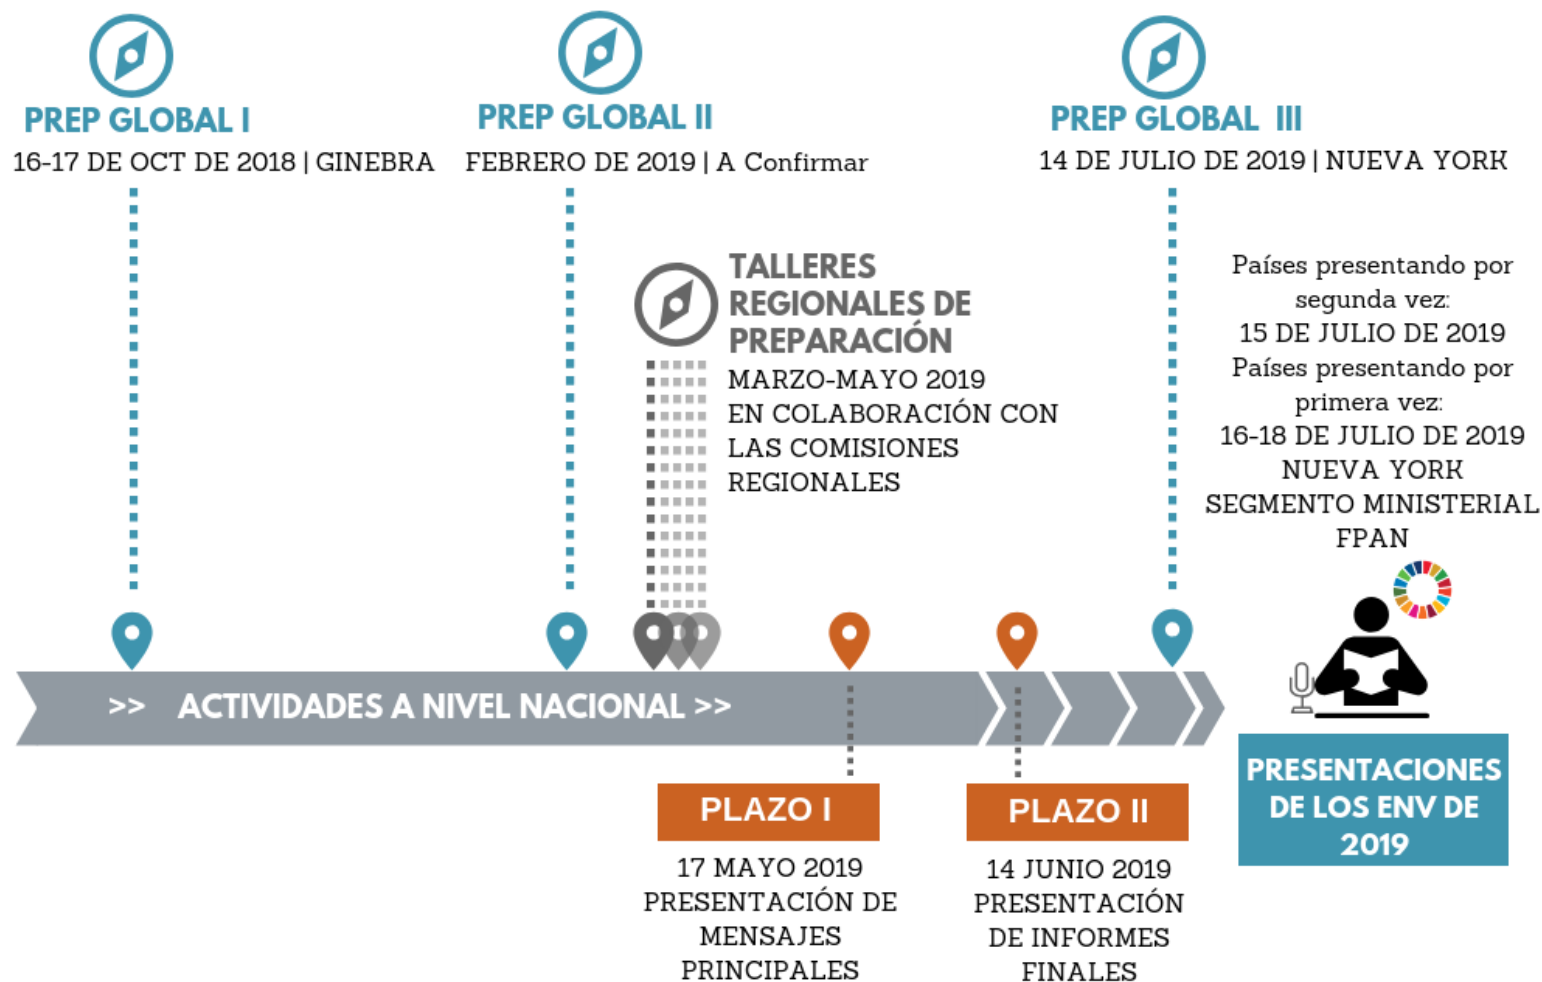 PREP GLOBAL I
16-17 DE OCT DE 2018 | GINEBRA
PREP GLOBAL II
FEBRERO DE 2019 | A Confirmar
PREP GLOBAL III
14 DE JULIO DE 2019 | NUEVA YORK
TALLERES
REGIONALES DE
PREPARACIÓN
MARZO-MAYO 2019
EN COLABORACIÓN CON
LAS COMISIONES
REGIONALES
Países presentando por
segunda vez:
15 DE JULIO DE 2019
Países presentando por
primera vez:
16-18 DE JULIO DE 2019
NUEVA YORK
SEGMENTO MINISTERIAL
FPAN
>> ACTIVIDADES A NIVEL NACIONAL >>
PLAZO I
17 MAYO 2019
PRESENTACIÓN DE
MENSAJES
PRINCIPALES
PLAZO II
14 JUNIO 2019
PRESENTACIÓN
DE INFORMES
FINALES
PRESENTACIONES
DE LOS ENV DE
2019